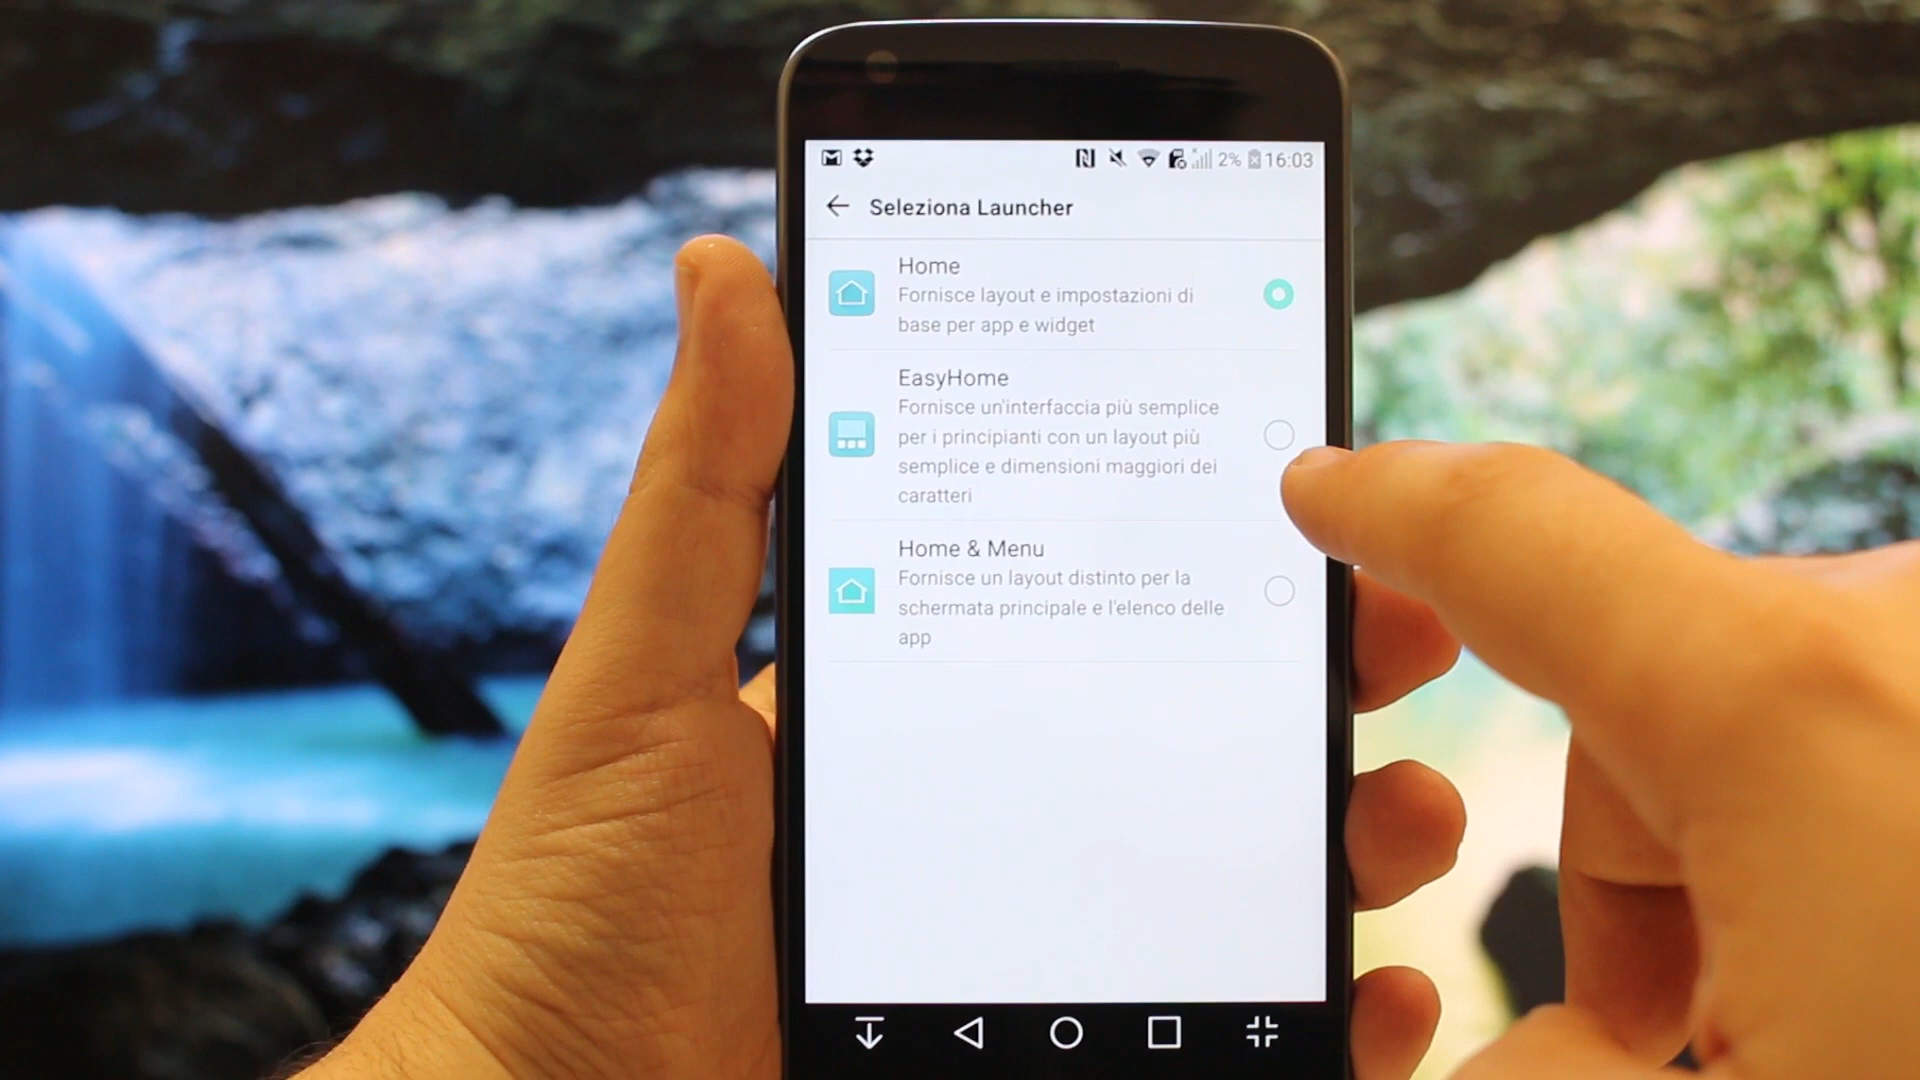 2% 16:03
Seleziona Launcher
Home
Fornisce layout e impostazioni di
base per app e widget
EasyHome
Fornisce un'interfaccia più semplice
per i principianti con un layout più
semplice e dimensioni maggiori dei
caratteri
Home & Menu
Fornisce un layout distinto per la
schermata principale e l'elenco delle
app